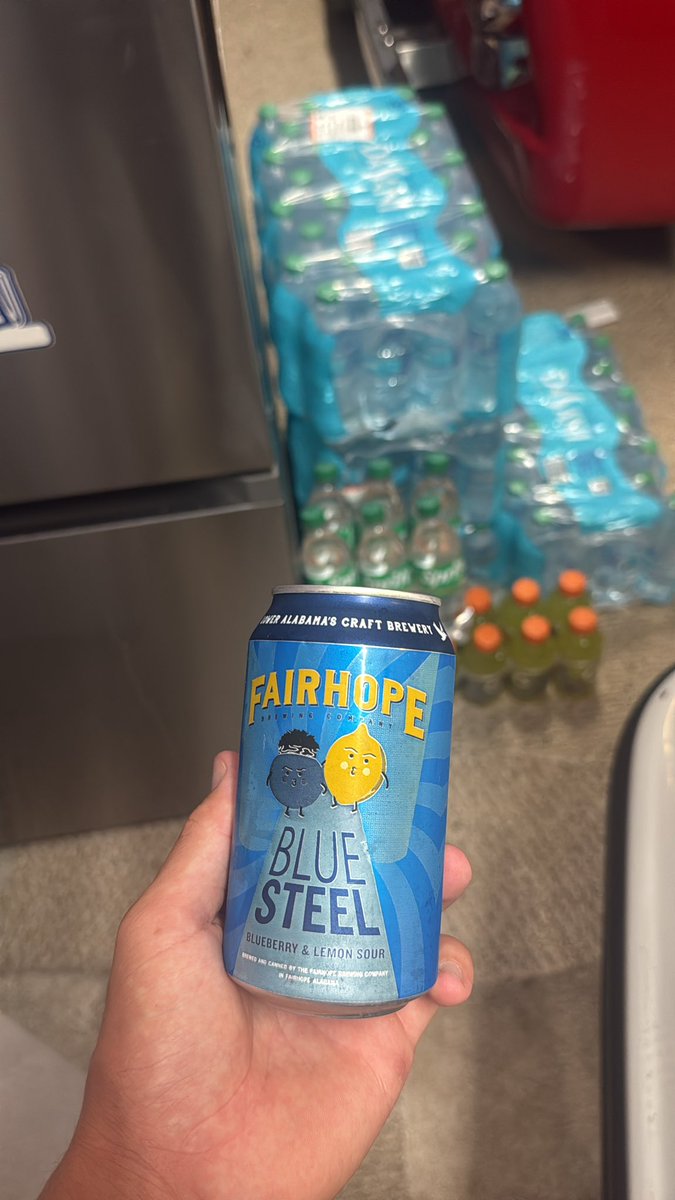 LOWER ALABAMA'S CRAFT BREWERY
FAIRHOPE
BREWING COMPANY
BLUE
STEEL
BLUEBERRY & LEMON SOUR
BREWED AND CANNED BY THE FAIRHOPE BREWING COMPANY
IN FAIRHOPE ALABAMA